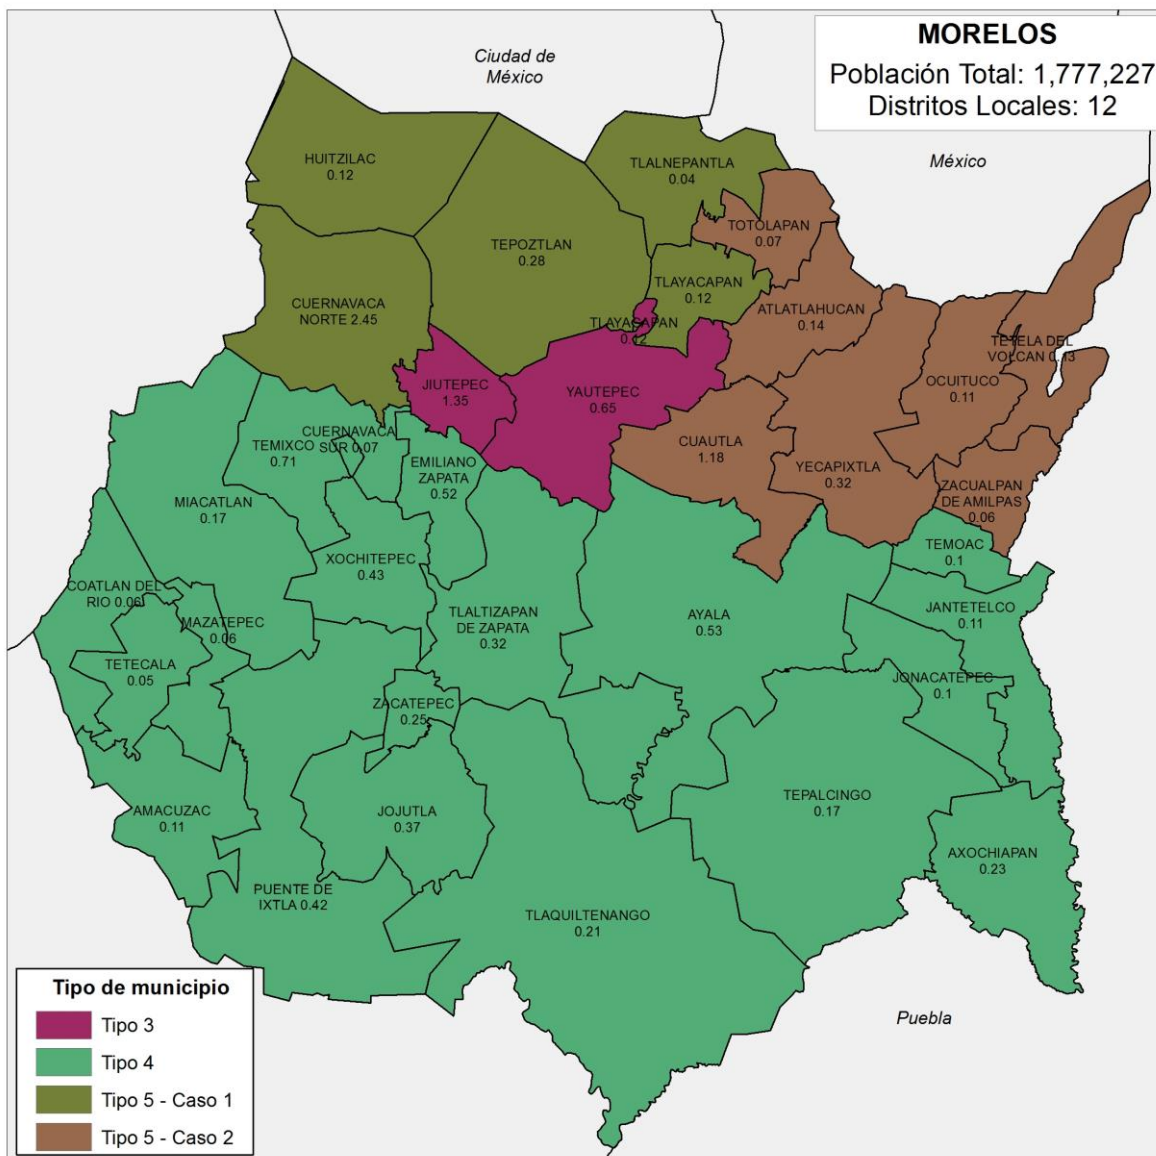 MORELOS
Población Total: 1,777,227
Distritos Locales: 12
Ciudad de
México
México
HUITZILAC
0.12
TLALNEPANTLA
0.04
TOTOLAPAN
0.07
TEPOZTLAN
0.28
TLAYACAPAN
0.12
CUERNAVACA
NORTE 2.45
TLAYACAPAN
0.12
ATLATLAHUCAN
0.14
TETELA DEL
VOLCAN 0.13
OCUITUCO
0.11
JIUTEPEC
1.35
YAUTEPEC
0.65
CUAUTLA
1.18
YECAPIXTLA
0.32
ZACUALPAN
DE AMILPAS
0.06
CUERNAVACA
SUR 0.07
TEMIXCO
0.71
EMILIANO
ZAPATA
0.52
MIACATLAN
0.17
XOCHITEPEC
0.43
TEMOAC
0.1
COATLAN DEL
RIO 0.06
MAZATEPEC
0.06
TLALTIZAPAN
DE ZAPATA
0.32
AYALA
0.53
JANTETELCO
0.11
TETECALA
0.05
JONACATEPEC
0.1
ZACATEPEC
0.25
AMACUZAC
0.11
JOJUTLA
0.37
TEPALCINGO
0.17
AXOCHIAPAN
0.23
PUENTE DE
IXTLA 0.42
TLAQUILTENANGO
0.21
Puebla
Tipo de municipio
Tipo 3
Tipo 4
Tipo 5 - Caso 1
Tipo 5 - Caso 2